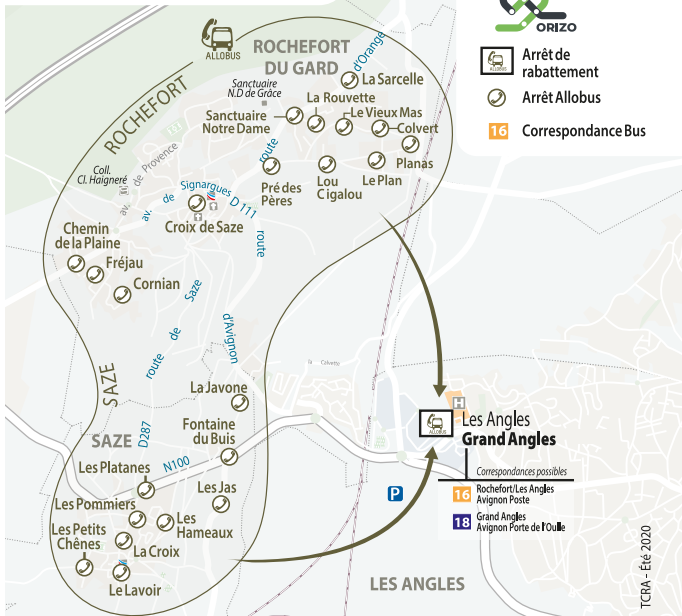 ORIZO
ALLOBUS
Arrêt de
rabattement
Arrêt Allobus
16 Correspondance Bus
ALLOBUS
ROCHEFORT
DU GARD
ROCHEFORT
Sanctuaire
N.D de Grâce
route d'Orange
La Sarcelle
La Rouvette
Le Vieux Mas
Sanctuaire
Notre Dame
Colvert
Planas
Pré des
Pères
Lou
Cigalou
Le Plan
Coll.
Cl. Haigneré
av. de Provence
av. de Signargues
D 111
Croix de Saze
Chemin
de la Plaine
Fréjau
Cornian
route de Saze
route d'Avignon
La Javone
SAZE
SAZE
D287
N100
Fontaine
du Buis
Les Platanes
Les Jas
Les Pommiers
Les
Hameaux
Les Petits
Chênes
La Croix
Le Lavoir
la Calvette
H
ALLOBUS
Les Angles
Grand Angles
Correspondances possibles
16 Rochefort/Les Angles
Avignon Poste
18 Grand Angles
Avignon Porte de l'Oulle
P
LES ANGLES
TCRA - Été 2020